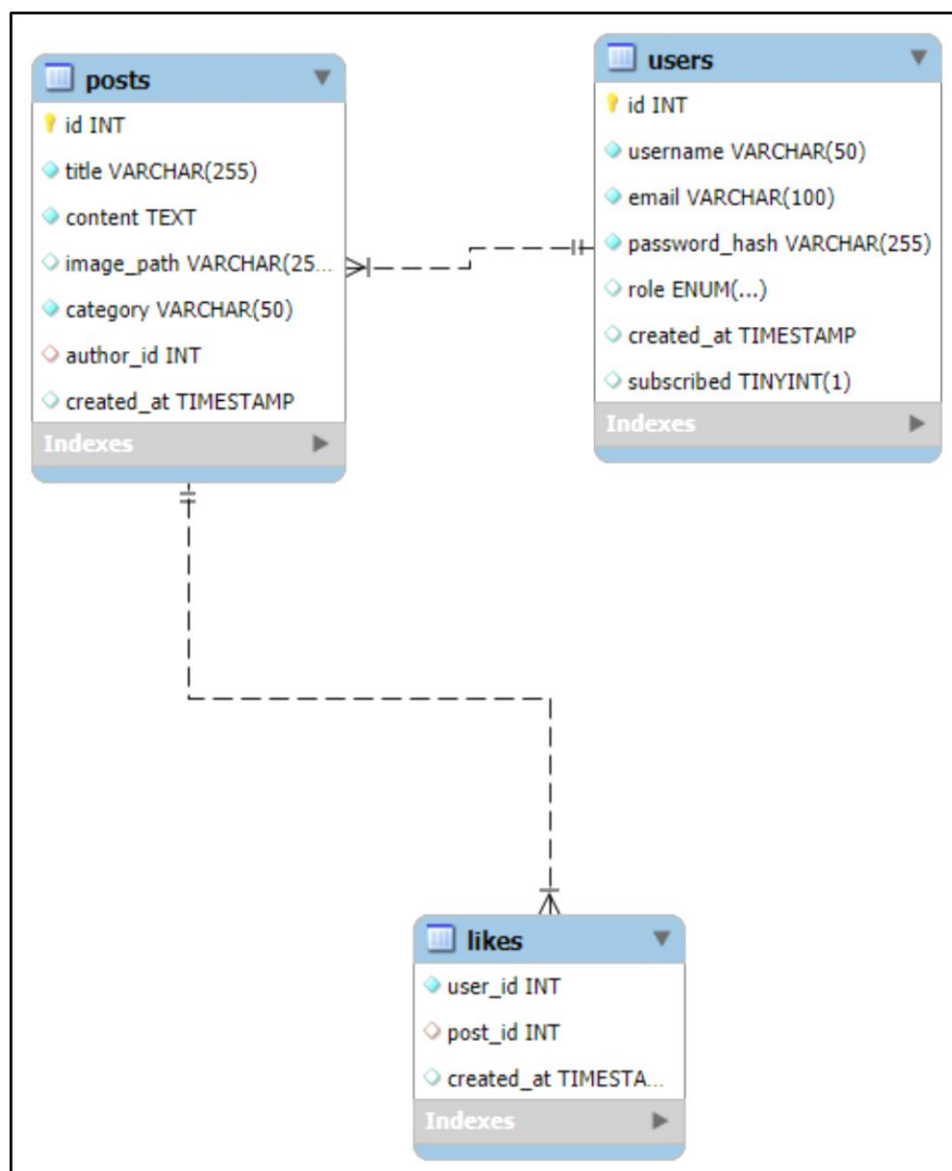 posts
id INT
title VARCHAR(255)
content TEXT
image_path VARCHAR(25...
category VARCHAR(50)
author_id INT
created_at TIMESTAMP
Indexes
users
id INT
username VARCHAR(50)
email VARCHAR(100)
password_hash VARCHAR(255)
role ENUM(...)
created_at TIMESTAMP
subscribed TINYINT(1)
Indexes
likes
user_id INT
post_id INT
created_at TIMESTA...
Indexes